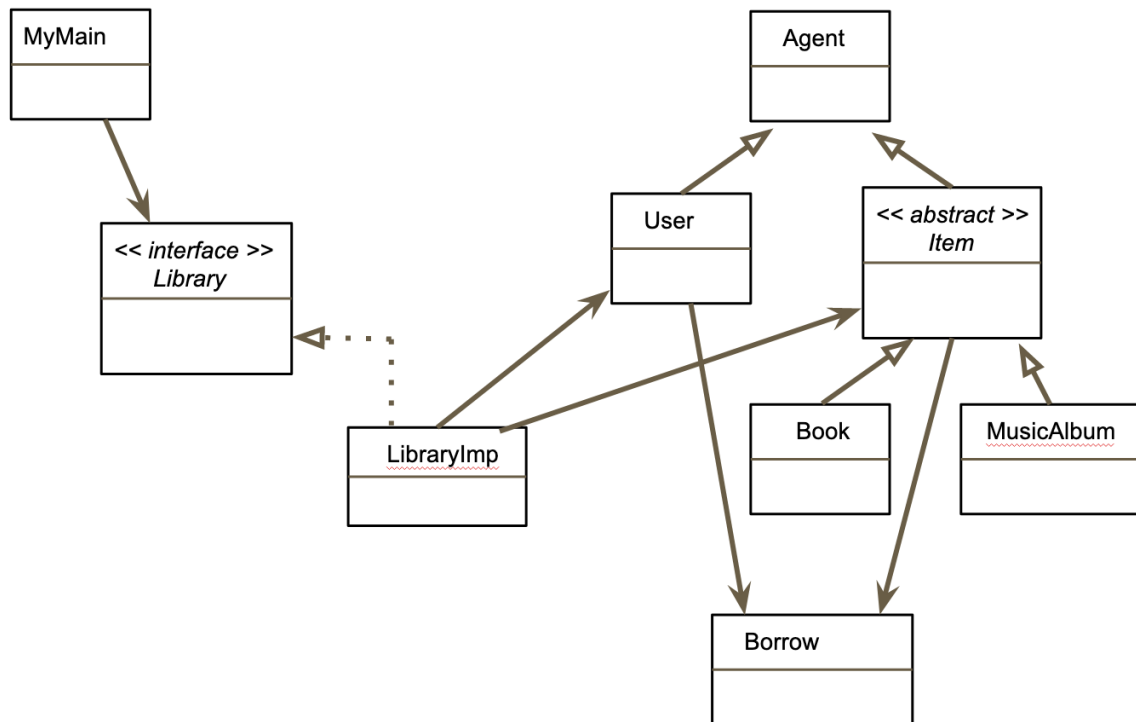 MyMain
Agent
<< interface >>
Library
User
<< abstract >>
Item
LibraryImp
Book
MusicAlbum
Borrow